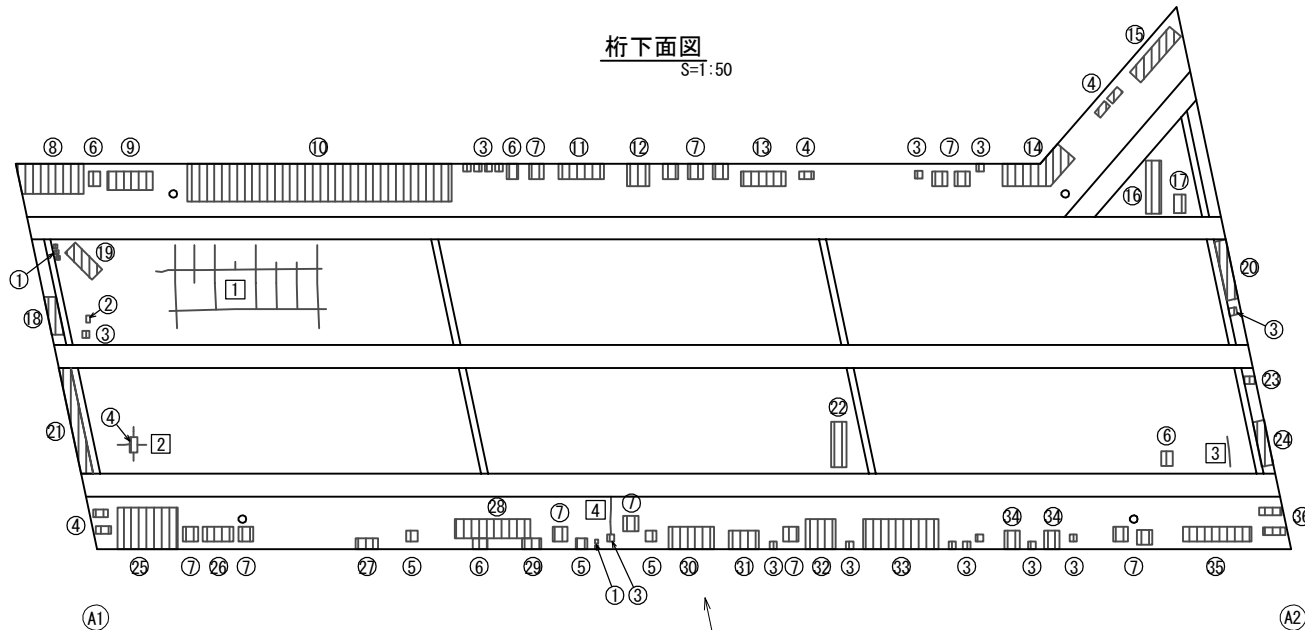 桁下面図
S=1:50
⑮
④
⑧ ⑥ ⑨ ⑩ ③ ⑥ ⑦ ⑪ ⑫ ⑦ ⑬ ④ ③ ⑦ ③ ⑭
⑯ ⑰
① ⑲ 1 ⑳
⑱ ② ③ ③
㉓
㉑ ④ 2 ㉒ ⑥ 3 ㉔
④ ㉘ ⑦ 4 ⑦ ㉞ ㉞ ㊱
㉕ ⑦ ㉖ ⑦ ㉗ ⑤ ⑥ ㉙ ⑤ ⑤ ㉚ ㉛ ③ ⑦ ㉜ ③ ㉝ ③ ③ ③ ⑦ ㉟
① ③
A1 A2